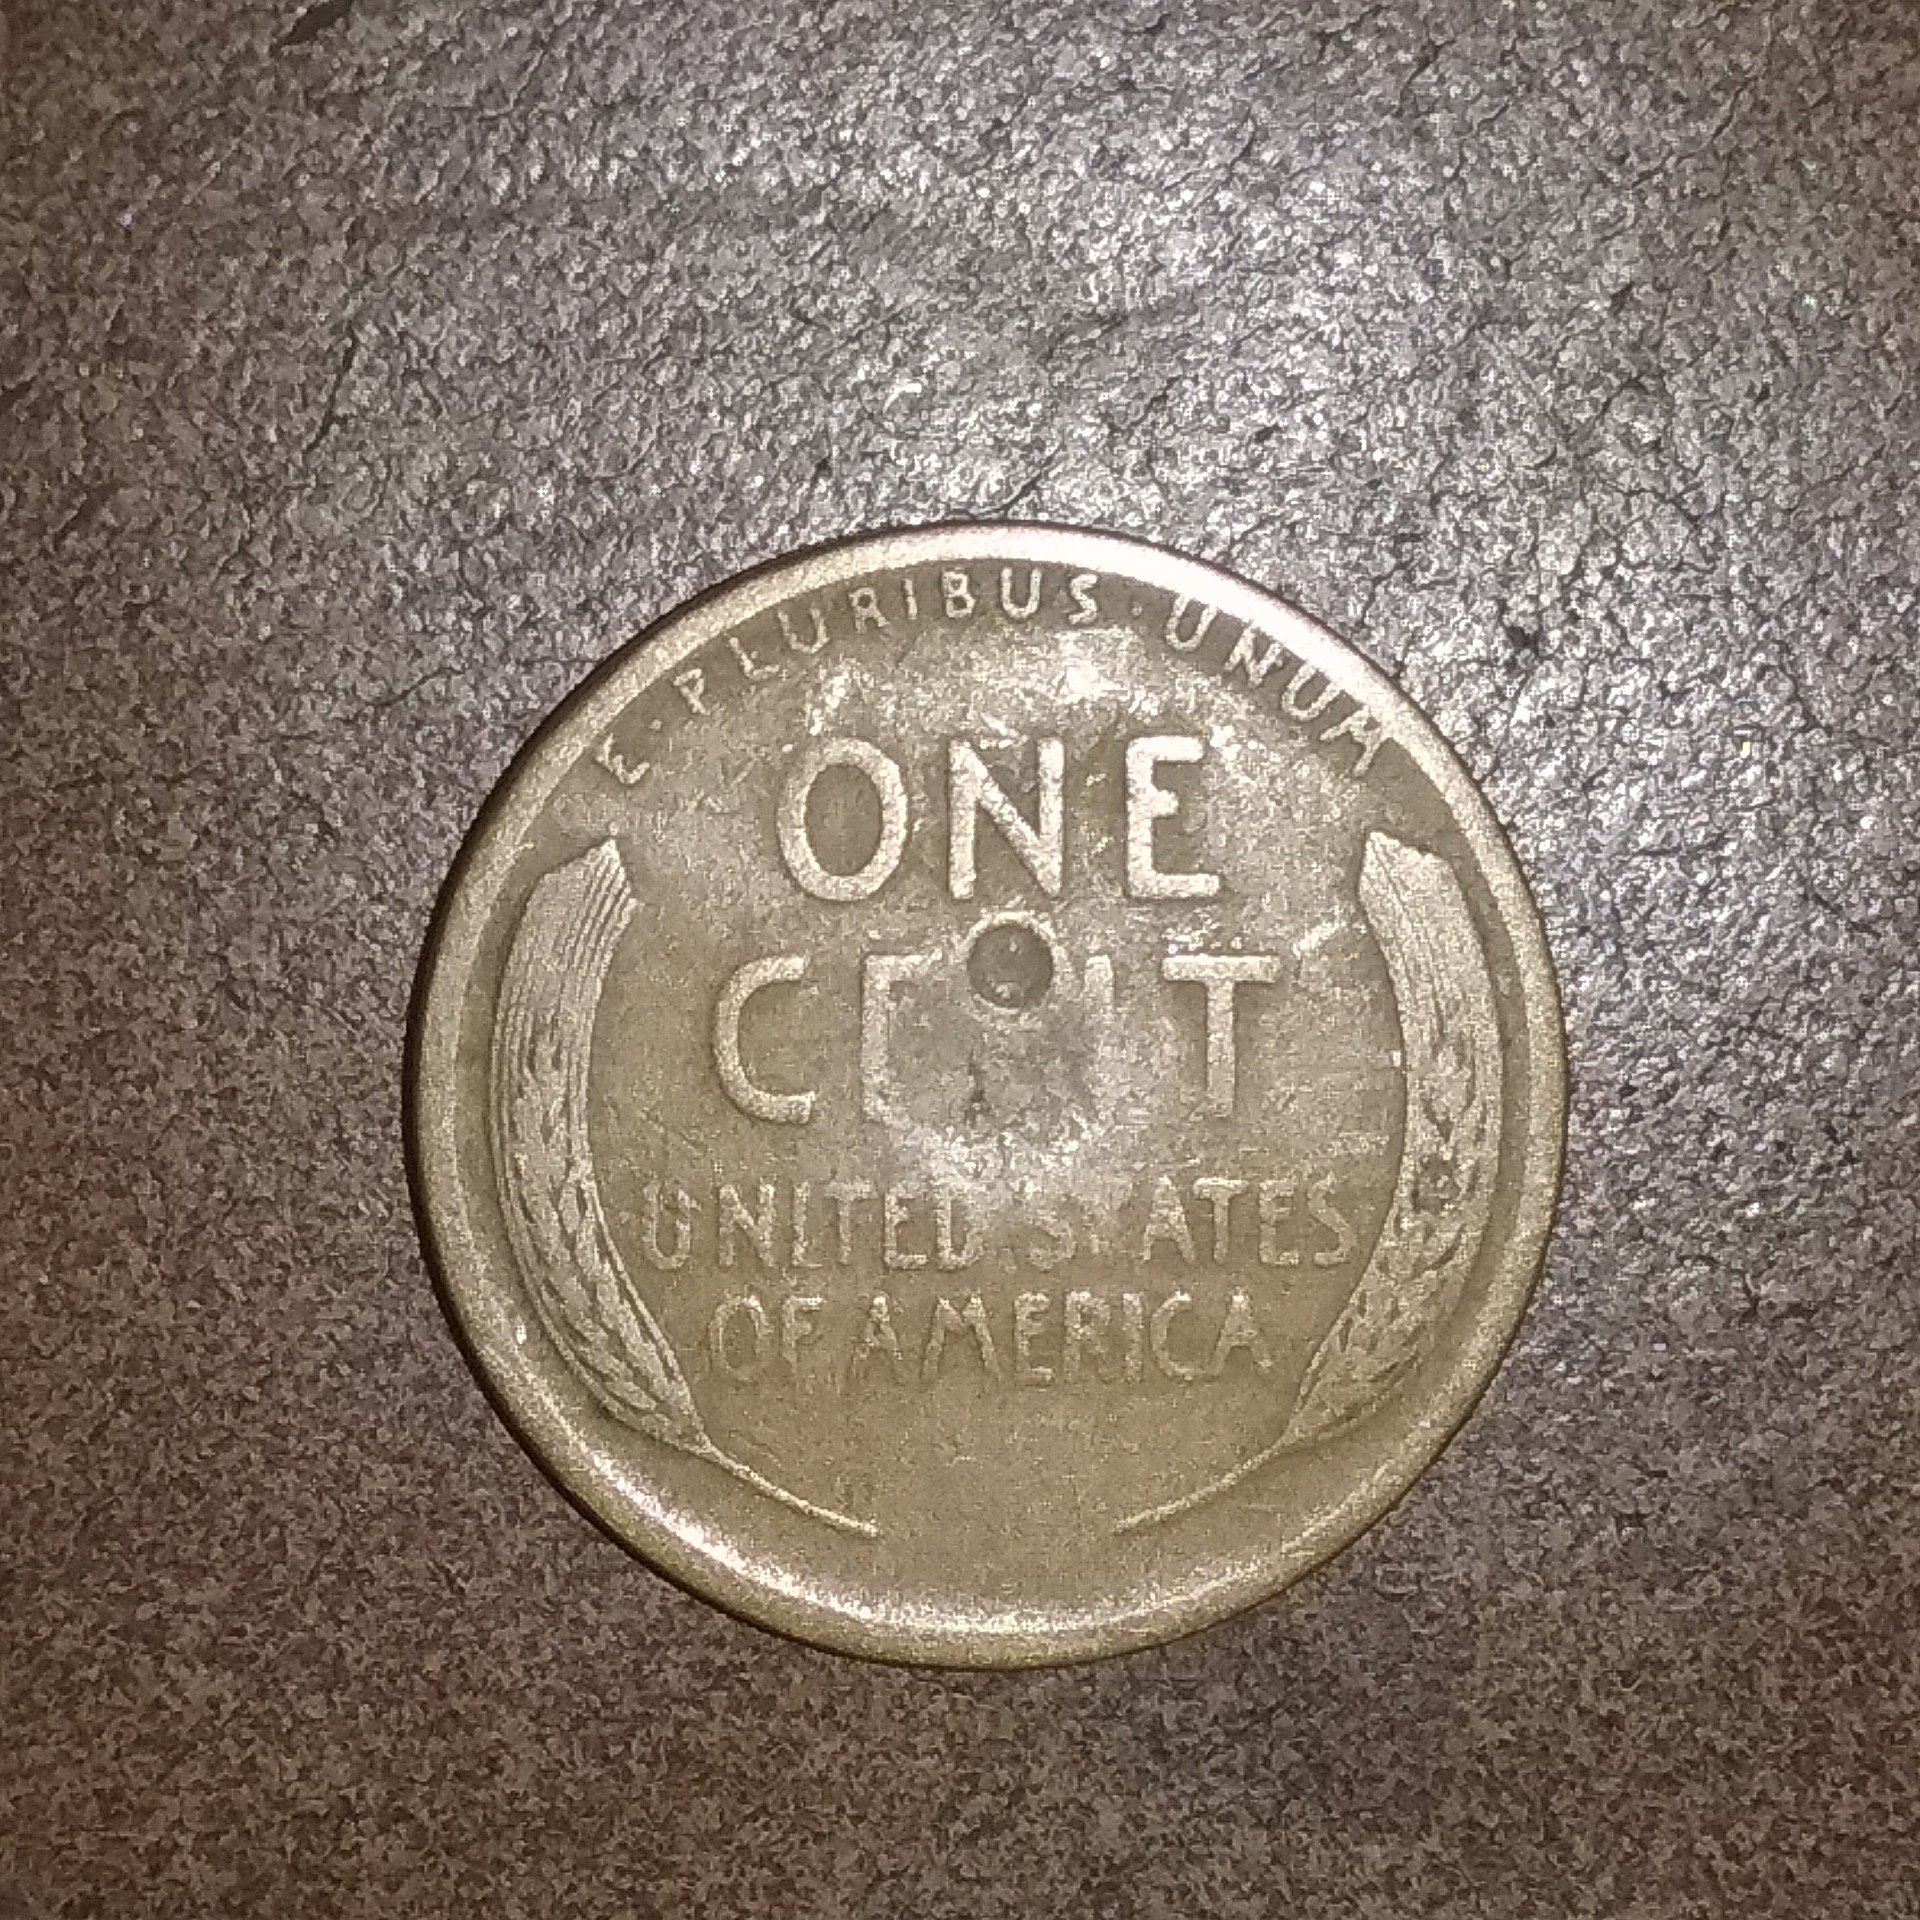 E · PLURIBUS · UNUM
ONE
CENT
UNITED STATES
OF AMERICA